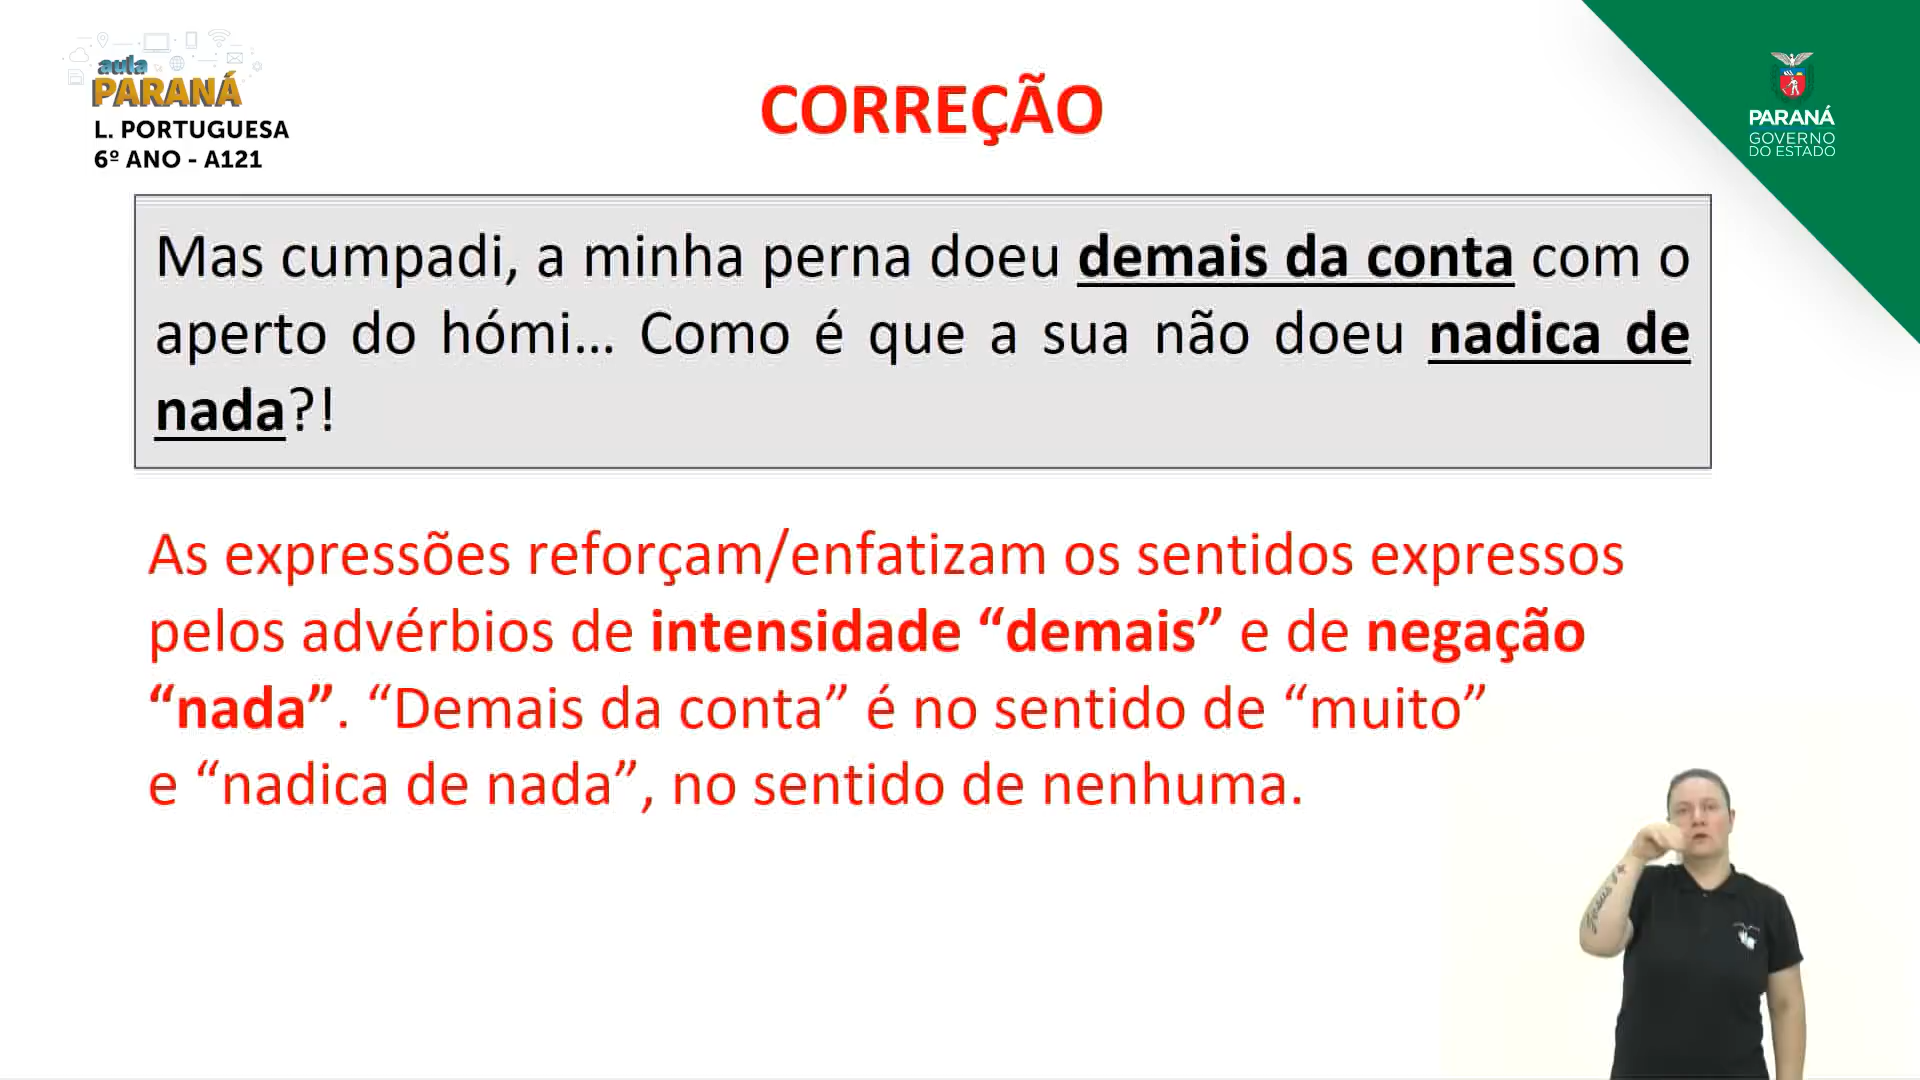 aula
PARANÁ
L. PORTUGUESA
6º ANO - A121
CORREÇÃO
PARANÁ
GOVERNO
DO ESTADO
Mas cumpadi, a minha perna doeu demais da conta com o
aperto do hómi... Como é que a sua não doeu nadica de
nada?!
As expressões reforçam/enfatizam os sentidos expressos
pelos advérbios de intensidade “demais” e de negação
“nada”. “Demais da conta” é no sentido de “muito”
e “nadica de nada”, no sentido de nenhuma.
Jesus